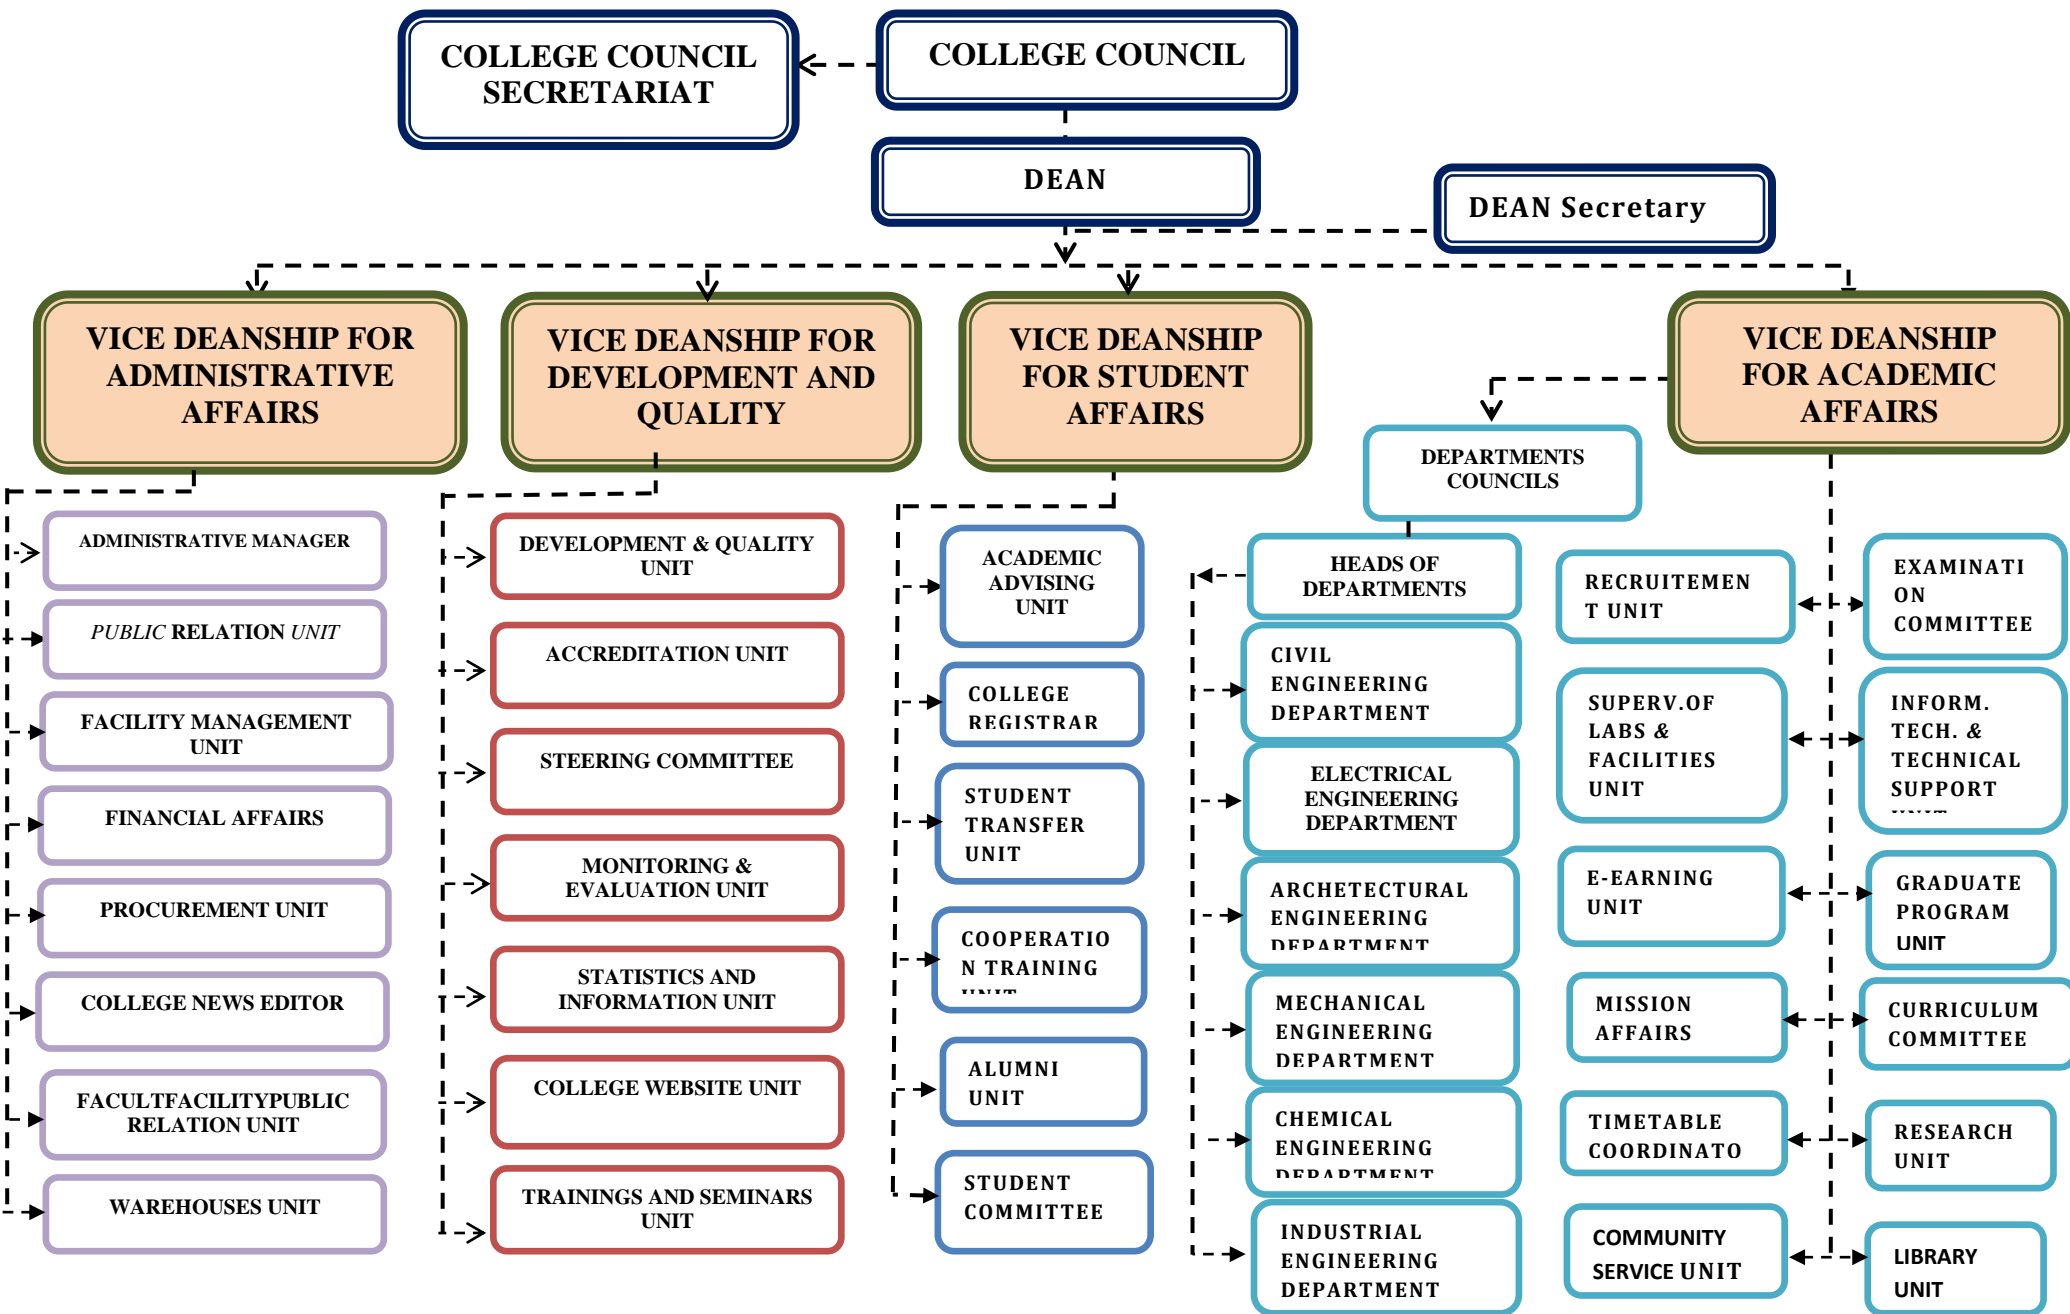 COLLEGE COUNCIL
SECRETARIAT
COLLEGE COUNCIL
DEAN
DEAN Secretary
VICE DEANSHIP FOR
ADMINISTRATIVE
AFFAIRS
VICE DEANSHIP FOR
DEVELOPMENT AND
QUALITY
VICE DEANSHIP
FOR STUDENT
AFFAIRS
VICE DEANSHIP
FOR ACADEMIC
AFFAIRS
ADMINISTRATIVE MANAGER
PUBLIC RELATION UNIT
FACILITY MANAGEMENT
UNIT
FINANCIAL AFFAIRS
PROCUREMENT UNIT
COLLEGE NEWS EDITOR
FACULTFACILITYPUBLIC
RELATION UNIT
WAREHOUSES UNIT
DEVELOPMENT & QUALITY
UNIT
ACCREDITATION UNIT
STEERING COMMITTEE
MONITORING &
EVALUATION UNIT
STATISTICS AND
INFORMATION UNIT
COLLEGE WEBSITE UNIT
TRAININGS AND SEMINARS
UNIT
ACADEMIC
ADVISING
UNIT
COLLEGE
REGISTRAR
STUDENT
TRANSFER
UNIT
COOPERATIO
N TRAINING
UNIT
ALUMNI
UNIT
STUDENT
COMMITTEE
DEPARTMENTS
COUNCILS
HEADS OF
DEPARTMENTS
CIVIL
ENGINEERING
DEPARTMENT
ELECTRICAL
ENGINEERING
DEPARTMENT
ARCHETECTURAL
ENGINEERING
DEPARTMENT
MECHANICAL
ENGINEERING
DEPARTMENT
CHEMICAL
ENGINEERING
DEPARTMENT
INDUSTRIAL
ENGINEERING
DEPARTMENT
RECRUITEMEN
T UNIT
SUPERV.OF
LABS &
FACILITIES
UNIT
E-EARNING
UNIT
MISSION
AFFAIRS
TIMETABLE
COORDINATO
COMMUNITY
SERVICE UNIT
EXAMINATI
ON
COMMITTEE
INFORM.
TECH. &
TECHNICAL
SUPPORT
UNIT
GRADUATE
PROGRAM
UNIT
CURRICULUM
COMMITTEE
RESEARCH
UNIT
LIBRARY
UNIT